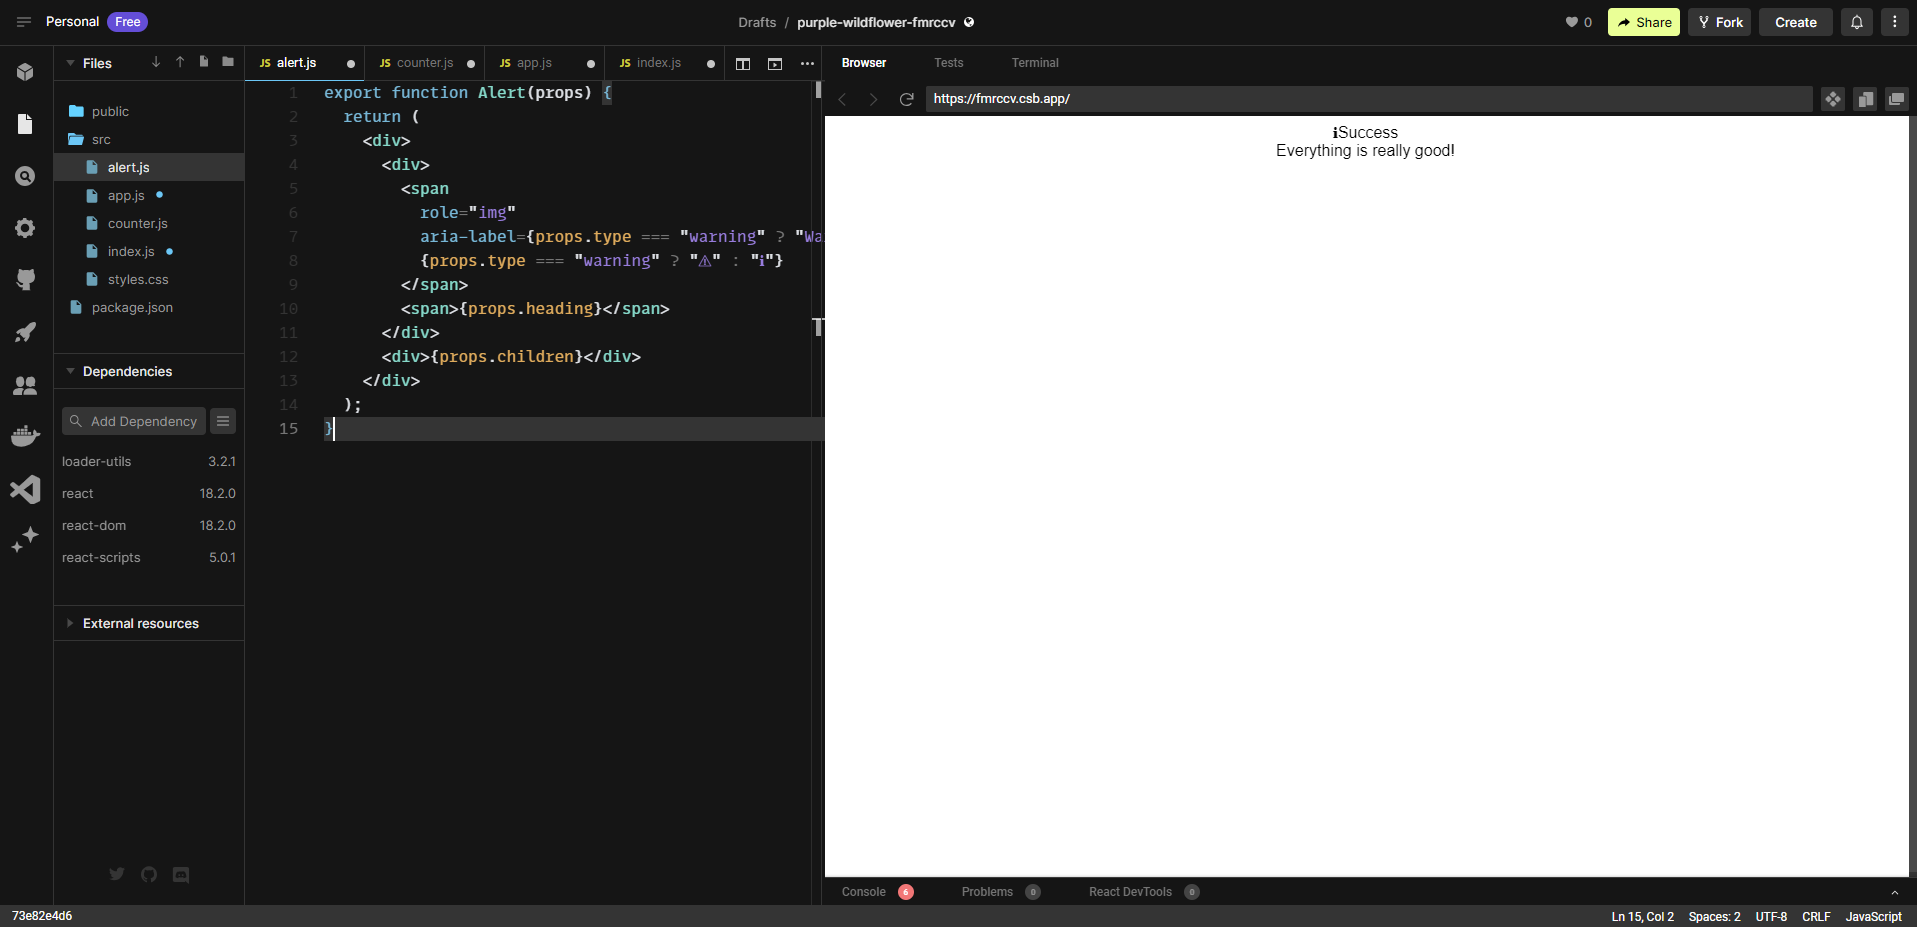 Personal Free
Drafts / purple-wildflower-fmrccv
0 Share Fork Create
Files
public
src
alert.js
app.js
counter.js
index.js
styles.css
package.json
Dependencies
Add Dependency
loader-utils 3.2.1
react 18.2.0
react-dom 18.2.0
react-scripts 5.0.1
External resources
JS alert.js JS counter.js JS app.js JS index.js
1 export function Alert(props) {
2 return (
3 <div>
4 <div>
5 <span
6 role="img"
7 aria-label={props.type === "warning" ? "Wa
8 {props.type === "warning" ? "⚠" : "ℹ"}
9 </span>
10 <span>{props.heading}</span>
11 </div>
12 <div>{props.children}</div>
13 </div>
14 );
15 }
Browser Tests Terminal
https://fmrccv.csb.app/
ℹSuccess
Everything is really good!
Console 6 Problems 0 React DevTools 0
73e82e4d6
Ln 15, Col 2 Spaces: 2 UTF-8 CRLF JavaScript